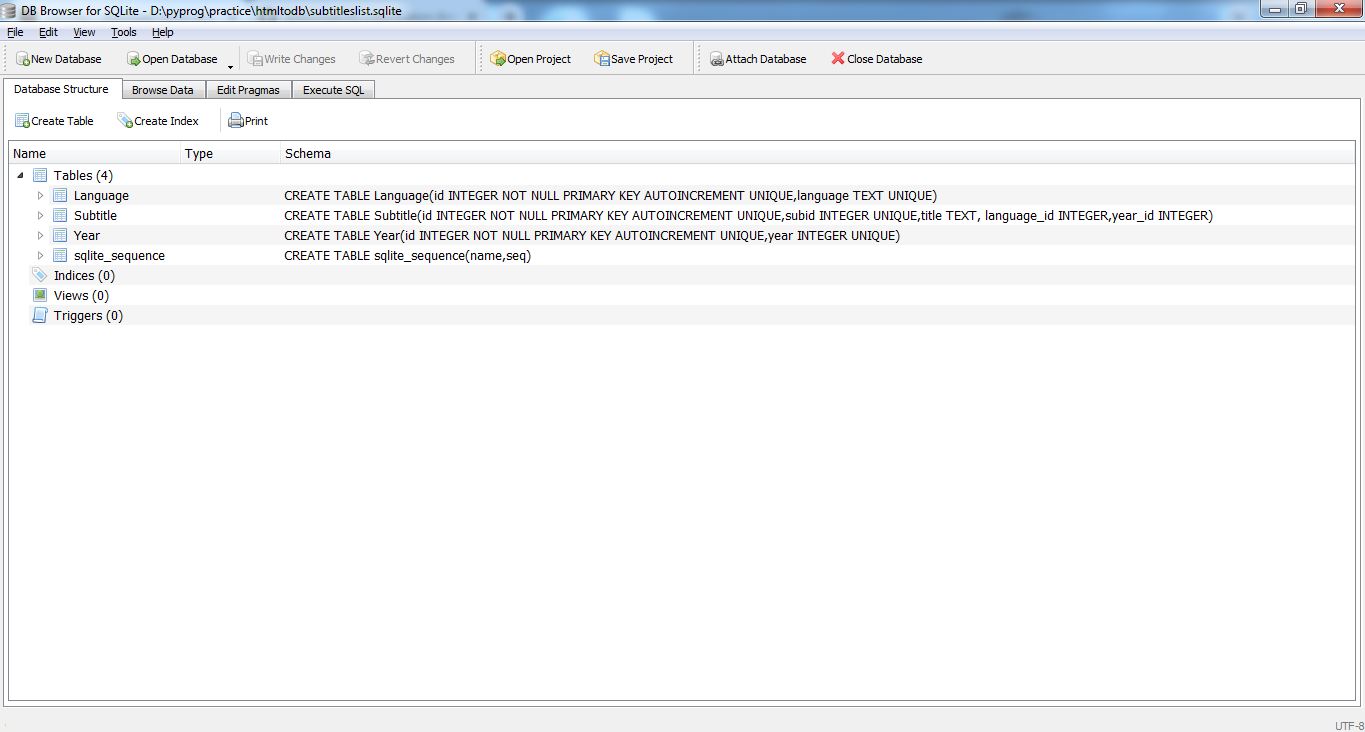 DB Browser for SQLite - D:\pyprog\practice\htmltodb\subtitleslist.sqlite
File Edit View Tools Help
New Database Open Database Write Changes Revert Changes Open Project Save Project Attach Database Close Database
Database Structure Browse Data Edit Pragmas Execute SQL
Create Table Create Index Print
Name Type Schema
Tables (4)
Language CREATE TABLE Language(id INTEGER NOT NULL PRIMARY KEY AUTOINCREMENT UNIQUE,language TEXT UNIQUE)
Subtitle CREATE TABLE Subtitle(id INTEGER NOT NULL PRIMARY KEY AUTOINCREMENT UNIQUE,subid INTEGER UNIQUE,title TEXT, language_id INTEGER,year_id INTEGER)
Year CREATE TABLE Year(id INTEGER NOT NULL PRIMARY KEY AUTOINCREMENT UNIQUE,year INTEGER UNIQUE)
sqlite_sequence CREATE TABLE sqlite_sequence(name,seq)
Indices (0)
Views (0)
Triggers (0)
UTF-8